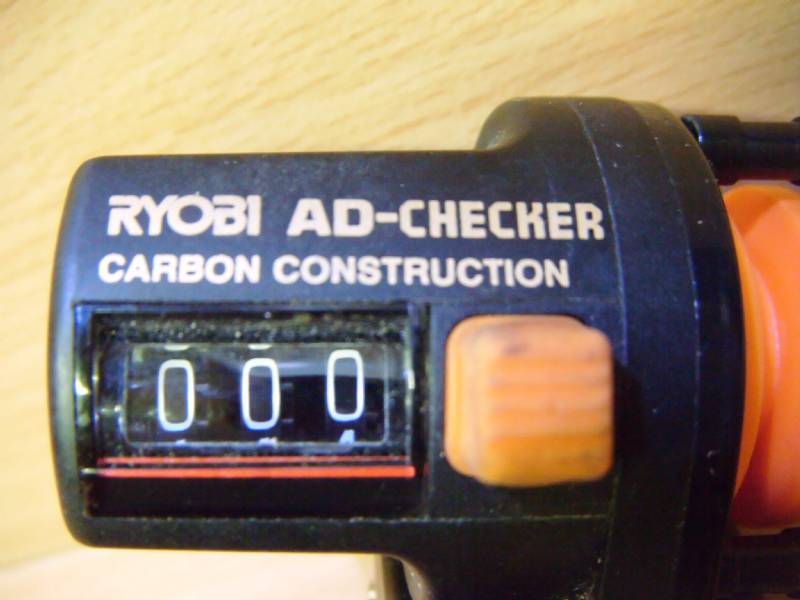 RYOBI AD-CHECKER
CARBON CONSTRUCTION
000